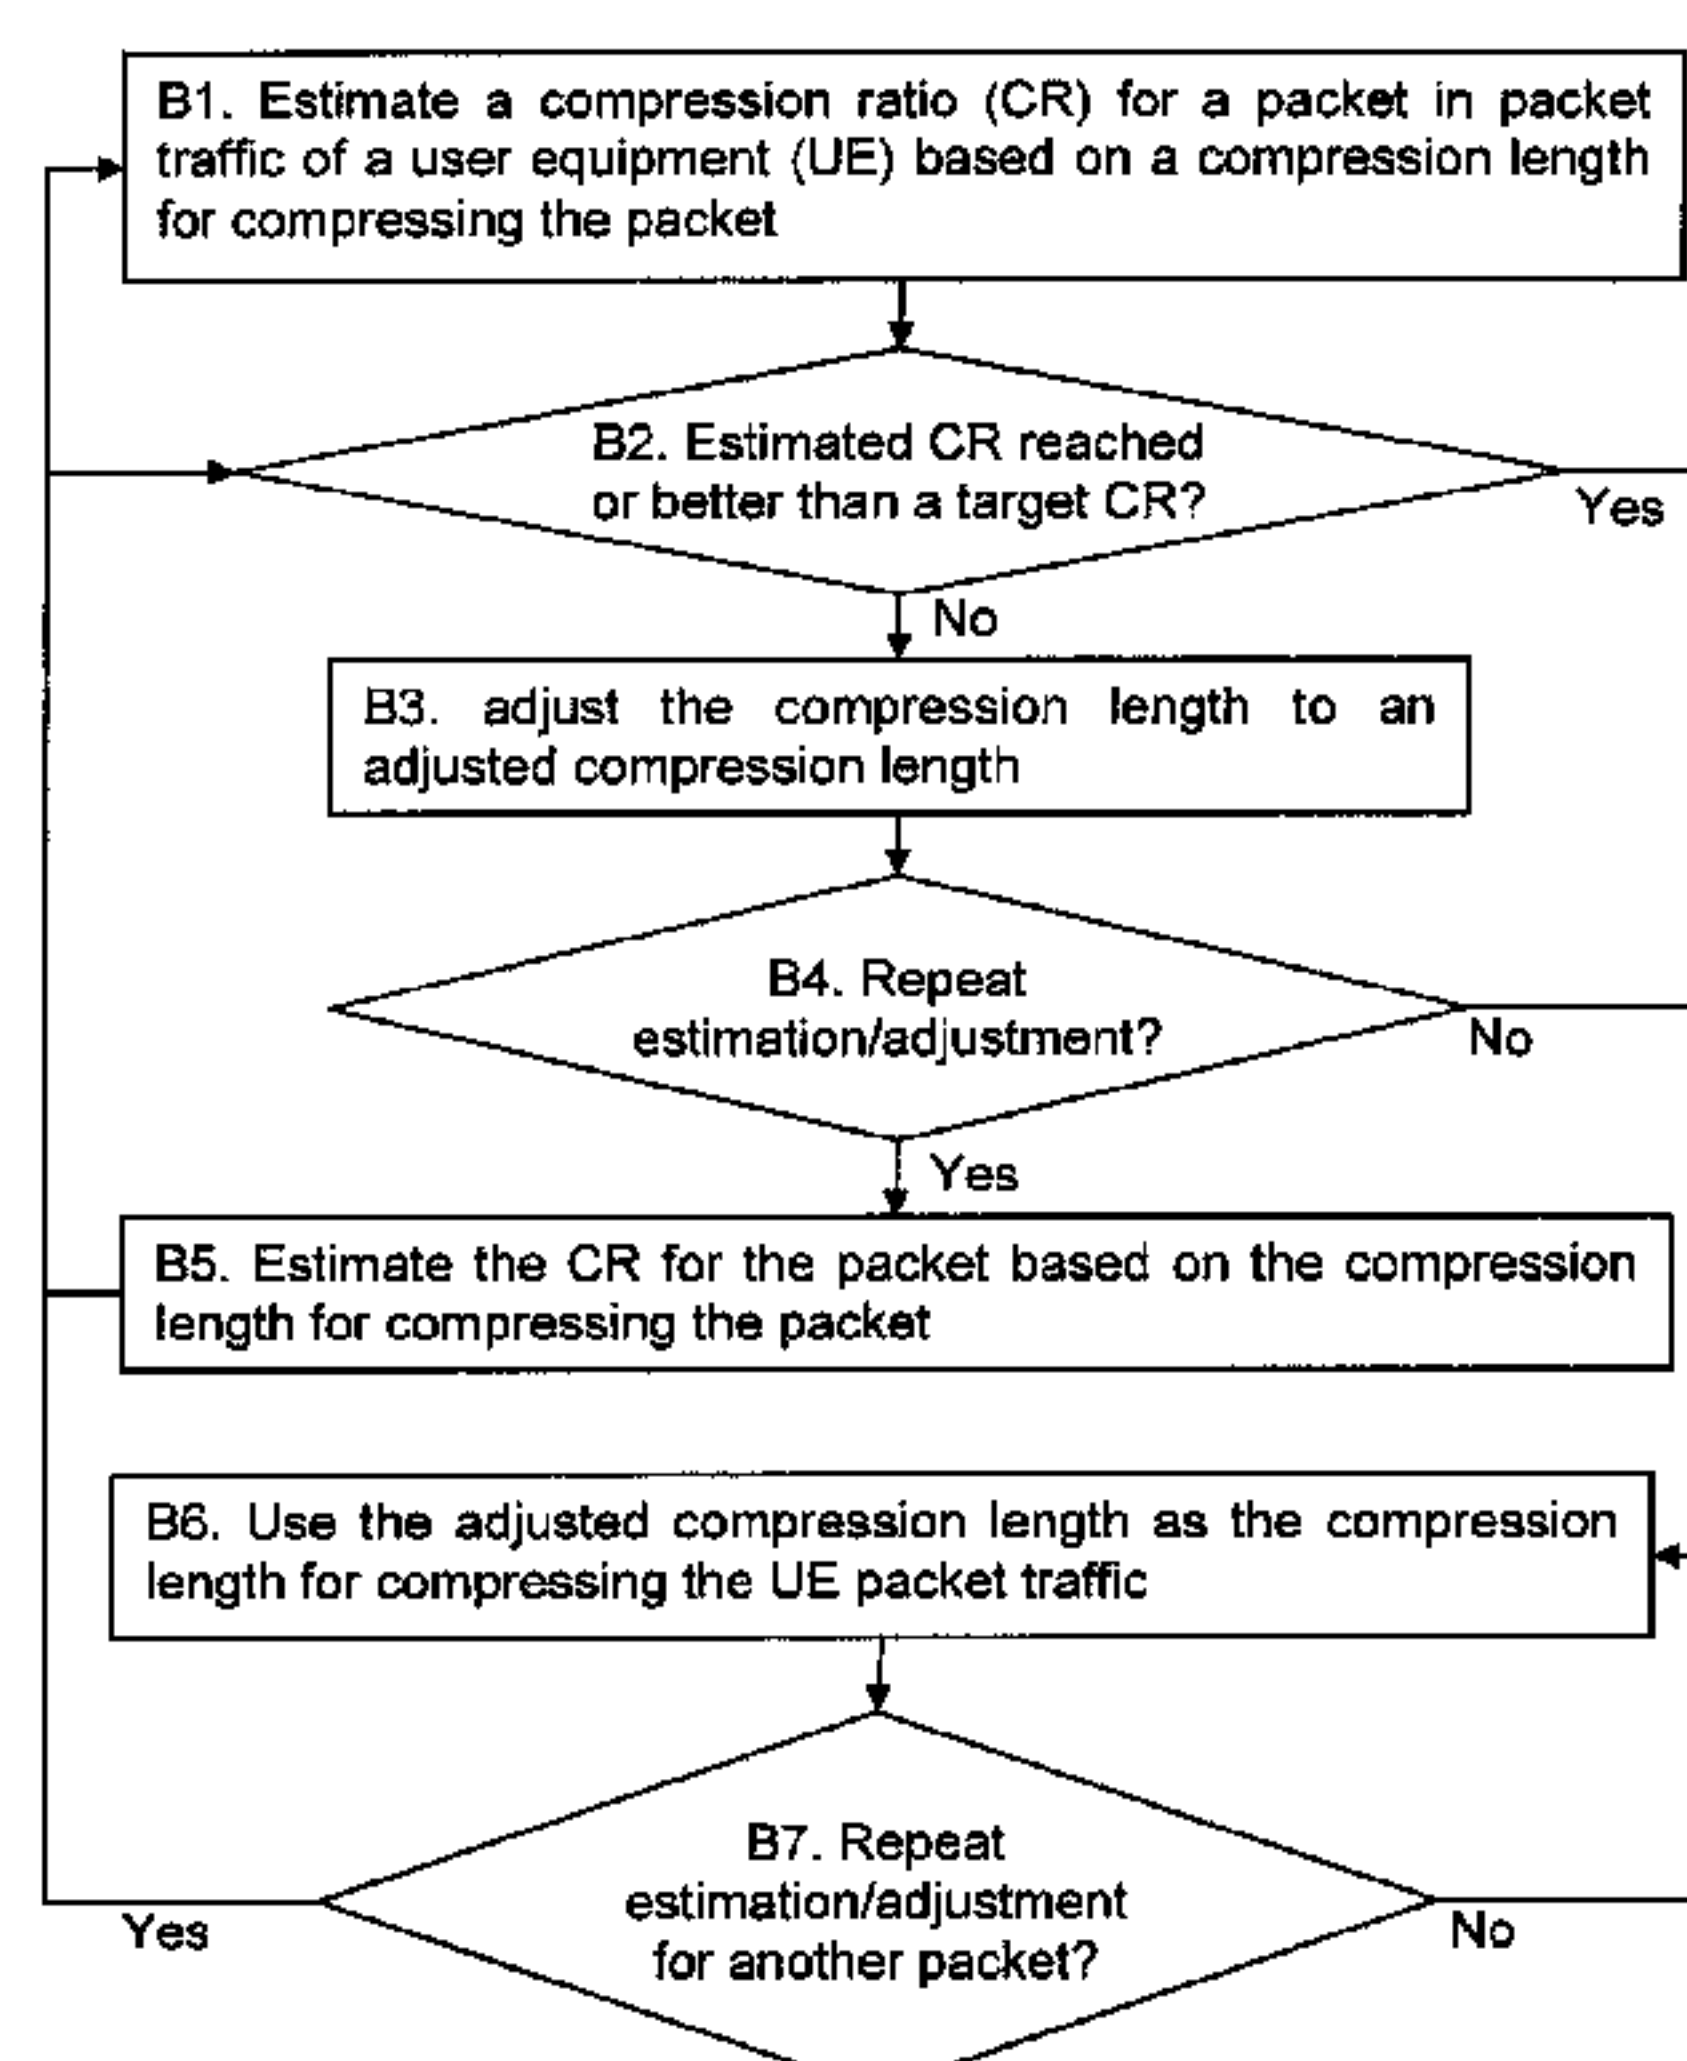 B1. Estimate a compression ratio (CR) for a packet in packet
traffic of a user equipment (UE) based on a compression length
for compressing the packet
B2. Estimated CR reached
or better than a target CR?
Yes
No
B3. adjust the compression length to an
adjusted compression length
B4. Repeat
estimation/adjustment?
No
Yes
B5. Estimate the CR for the packet based on the compression
length for compressing the packet
B6. Use the adjusted compression length as the compression
length for compressing the UE packet traffic
B7. Repeat
estimation/adjustment
for another packet?
Yes
No